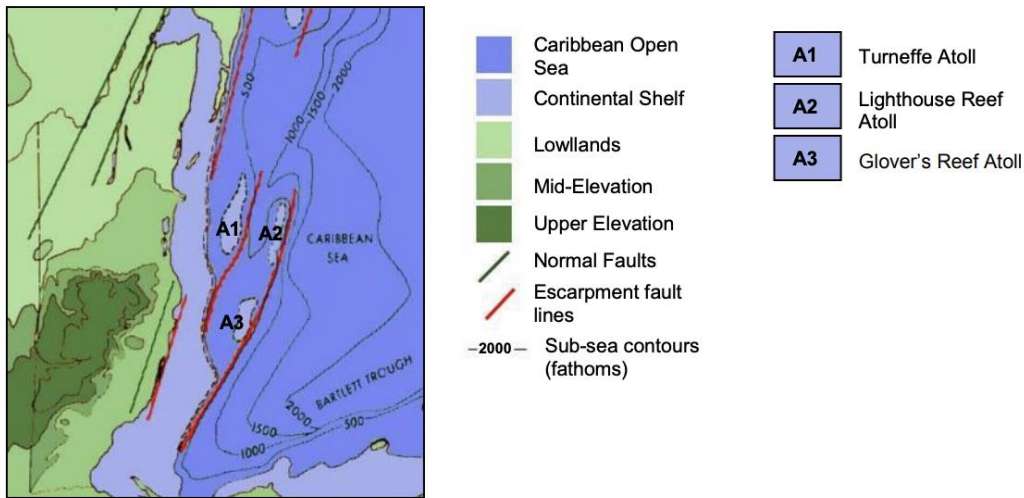 500
1000
1500
2000
A1
A2
CARIBBEAN
SEA
A3
BARTLETT TROUGH
2000
1500
500
1000
Caribbean Open
Sea
Continental Shelf
Lowllands
Mid-Elevation
Upper Elevation
Normal Faults
Escarpment fault
lines
2000
Sub-sea contours
(fathoms)
A1
Turneffe Atoll
A2
Lighthouse Reef
Atoll
A3
Glover's Reef Atoll